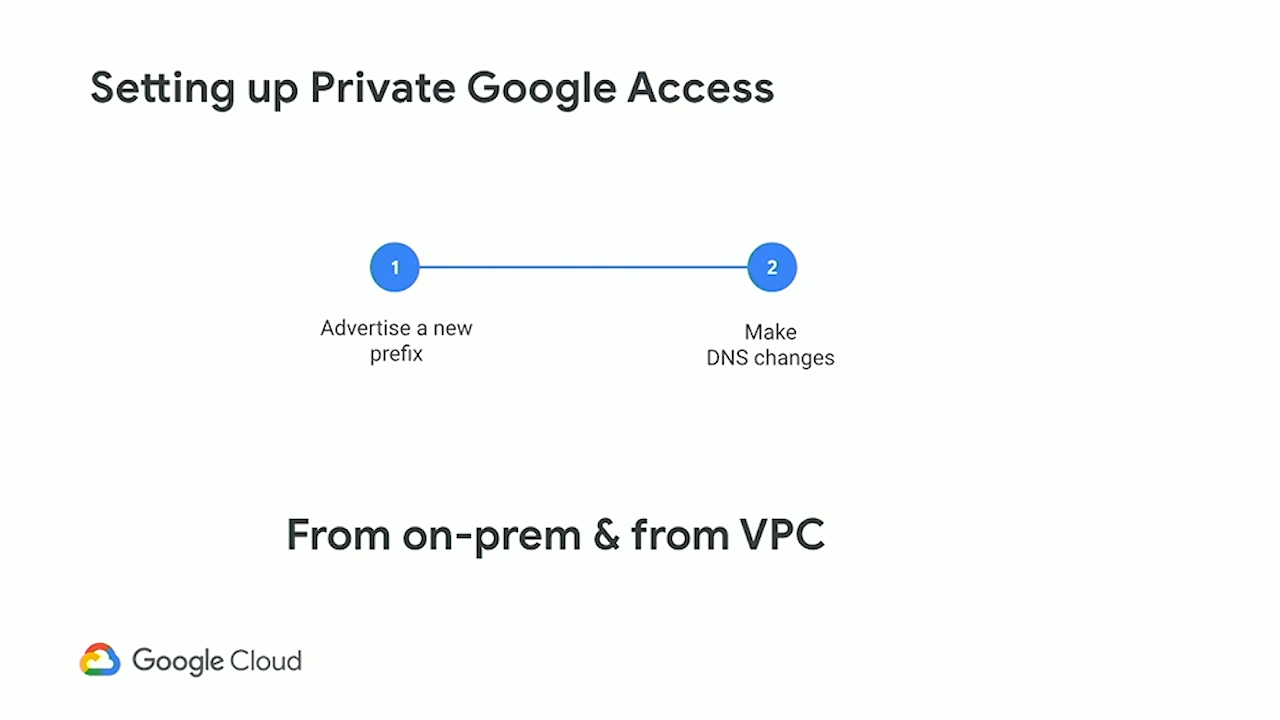 Setting up Private Google Access
1
2
Advertise a new
prefix
Make
DNS changes
From on-prem & from VPC
Google Cloud